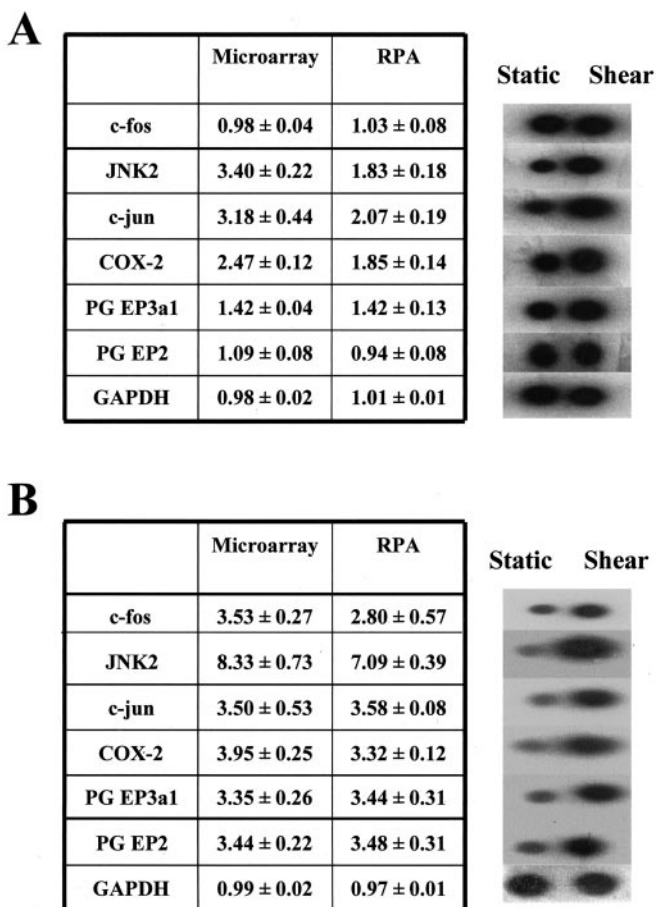 A
Microarray RPA
Static Shear
c-fos 0.98 ± 0.04 1.03 ± 0.08
JNK2 3.40 ± 0.22 1.83 ± 0.18
c-jun 3.18 ± 0.44 2.07 ± 0.19
COX-2 2.47 ± 0.12 1.85 ± 0.14
PG EP3a1 1.42 ± 0.04 1.42 ± 0.13
PG EP2 1.09 ± 0.08 0.94 ± 0.08
GAPDH 0.98 ± 0.02 1.01 ± 0.01
B
Microarray RPA
Static Shear
c-fos 3.53 ± 0.27 2.80 ± 0.57
JNK2 8.33 ± 0.73 7.09 ± 0.39
c-jun 3.50 ± 0.53 3.58 ± 0.08
COX-2 3.95 ± 0.25 3.32 ± 0.12
PG EP3a1 3.35 ± 0.26 3.44 ± 0.31
PG EP2 3.44 ± 0.22 3.48 ± 0.31
GAPDH 0.99 ± 0.02 0.97 ± 0.01